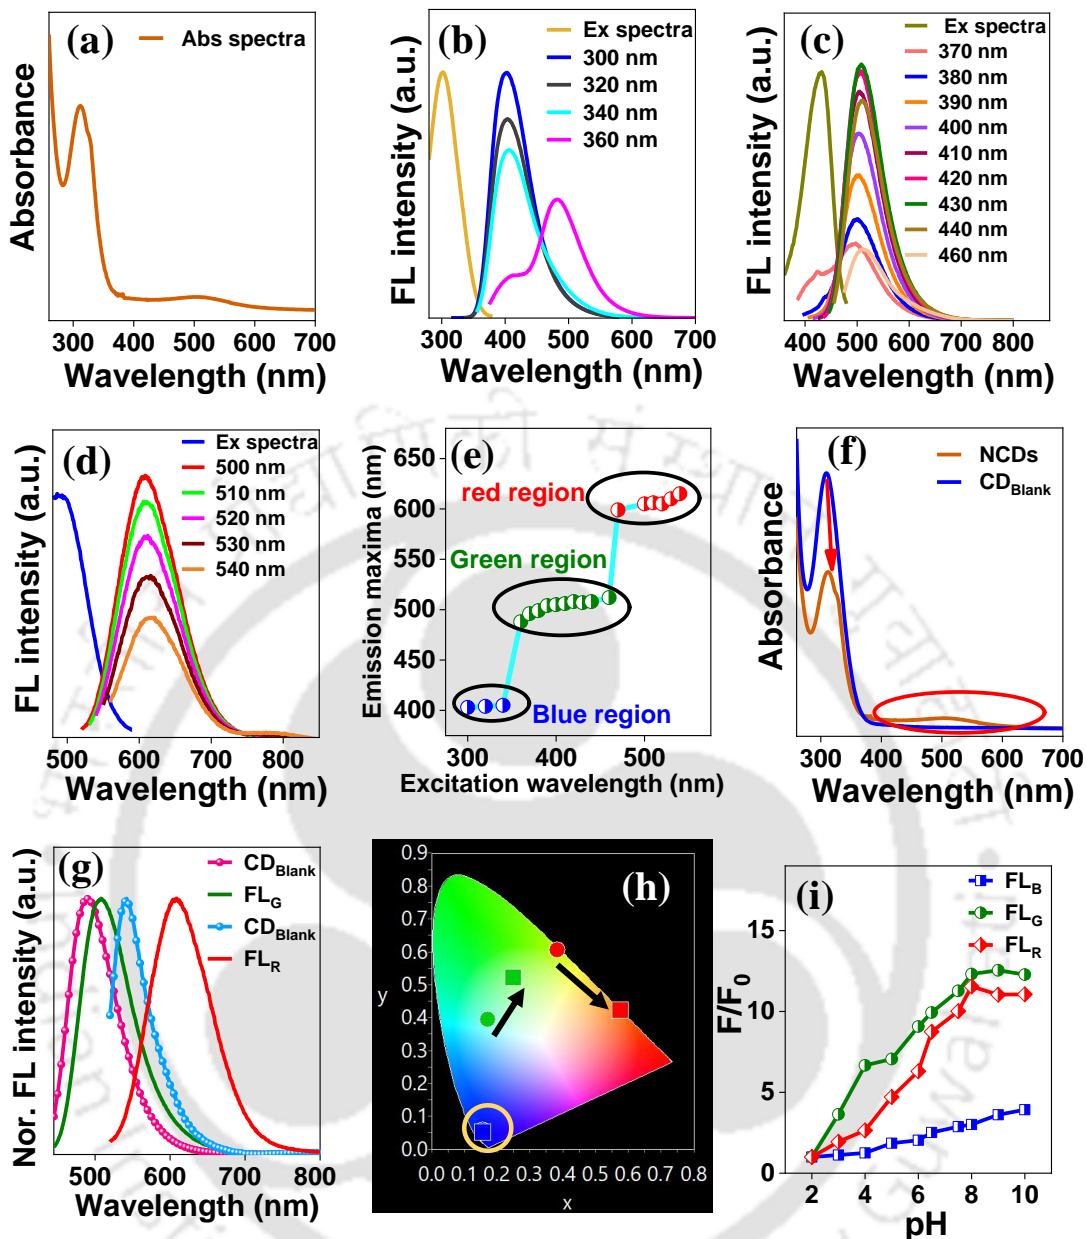 (a)
Abs spectra
Absorbance
300 400 500 600 700
Wavelength (nm)
(b)
Ex spectra
300 nm
320 nm
340 nm
360 nm
FL intensity (a.u.)
300 400 500 600 700
Wavelength (nm)
(c)
Ex spectra
370 nm
380 nm
390 nm
400 nm
410 nm
420 nm
430 nm
440 nm
460 nm
FL intensity (a.u.)
400 500 600 700 800
Wavelength (nm)
(d)
Ex spectra
500 nm
510 nm
520 nm
530 nm
540 nm
FL intensity (a.u.)
500 600 700 800
Wavelength (nm)
(e)
650
600
550
500
450
400
Emission maxima (nm)
red region
Green region
Blue region
300 400 500
Excitation wavelength (nm)
(f)
NCDs
CDBlank
Absorbance
300 400 500 600 700
Wavelength (nm)
(g)
CDBlank
FLG
CDBlank
FLR
Nor. FL intensity (a.u.)
500 600 700 800
Wavelength (nm)
(h)
0.9
0.8
0.7
0.6
0.5
0.4
0.3
0.2
0.1
0.0
y
0.0 0.1 0.2 0.3 0.4 0.5 0.6 0.7 0.8
x
(i)
FLB
FLG
FLR
15
10
5
0
F/F0
2 4 6 8 10
pH